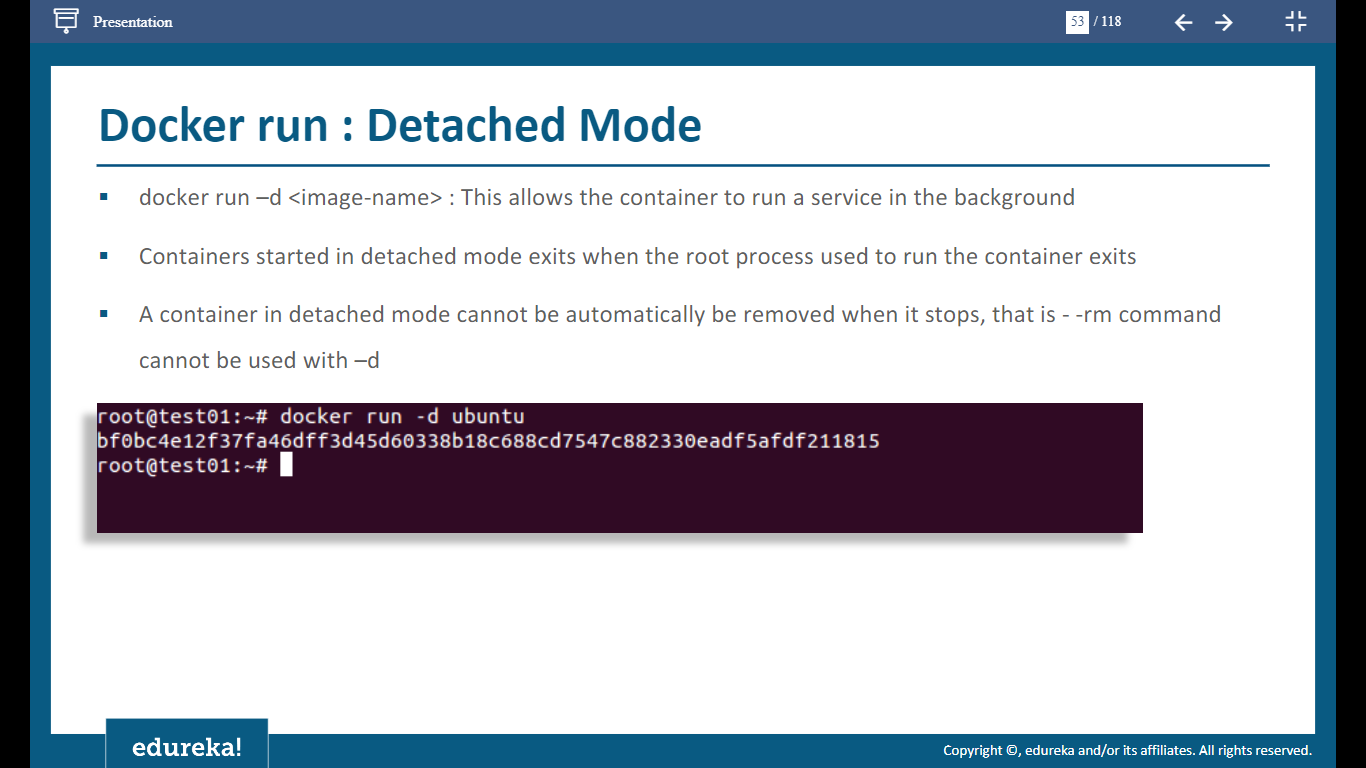 Presentation
53 / 118
Docker run : Detached Mode
docker run –d <image-name> : This allows the container to run a service in the background
Containers started in detached mode exits when the root process used to run the container exits
A container in detached mode cannot be automatically be removed when it stops, that is - -rm command
cannot be used with –d
root@test01:~# docker run -d ubuntu
bf0bc4e12f37fa46dff3d45d60338b18c688cd7547c882330eadf5afdf211815
root@test01:~#
edureka!
Copyright ©, edureka and/or its affiliates. All rights reserved.